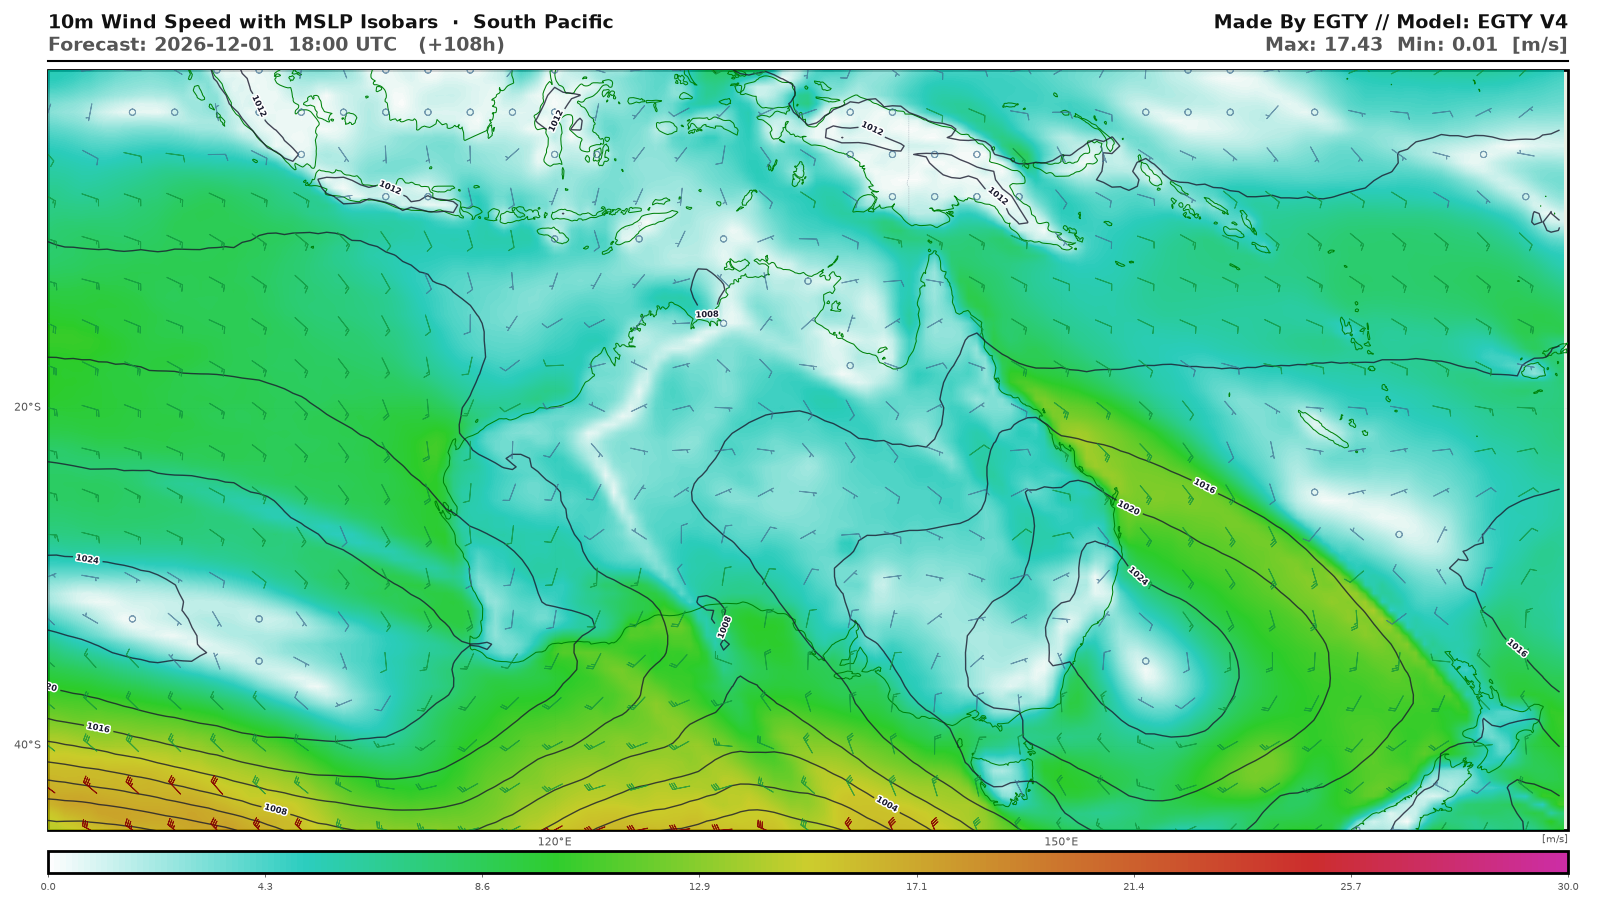 10m Wind Speed with MSLP Isobars · South Pacific
Made By EGTY // Model: EGTY V4
Forecast: 2026-12-01 18:00 UTC (+108h)
Max: 17.43 Min: 0.01 [m/s]
1012
1012
1012
1012
1012
1008
20°S
1016
1020
1024
1024
1008
1016
20
1016
40°S
1008
1004
120°E
150°E
[m/s]
0.0
4.3
8.6
12.9
17.1
21.4
25.7
30.0